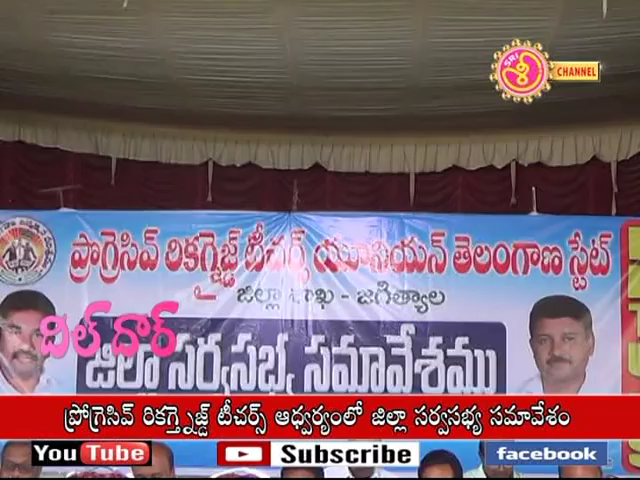 SRI
శ్రీ
CHANNEL
ప్రొగ్రెసివ్ రికగ్నైజ్డ్ టీచర్స్ యూనియన్ తెలంగాణ స్టేట్
జిల్లా శాఖ - జగిత్యాల
దిల్ దార్
జిల్లా సర్వసభ్య సమావేశము
ప్రోగ్రెసివ్ రికగ్నైజ్డ్ టీచర్స్ ఆధ్వర్యంలో జిల్లా సర్వసభ్య సమావేశం
YouTube
Subscribe
facebook